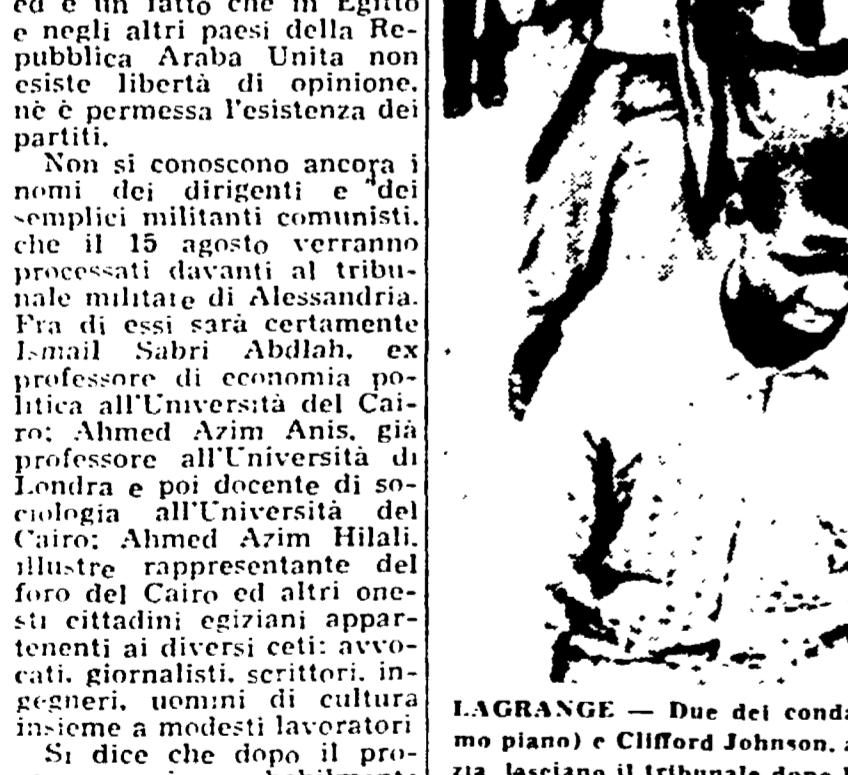 ed è un fatto che in Egitto
e negli altri paesi della Re-
pubblica Araba Unita non
esiste libertà di opinione,
nè è permessa l'esistenza dei
partiti.
Non si conoscono ancora i
nomi dei dirigenti e dei
semplici militanti comunisti.
che il 15 agosto verranno
processati davanti al tribu-
nale militare di Alessandria.
Fra di essi sarà certamente
Ismail Sabri Abdlah, ex
professore di economia po-
litica all'Università del Cai-
ro; Ahmed Azim Anis, già
professore all'Università di
Londra e poi docente di so-
ciologia all'Università del
Cairo; Ahmed Azim Hilali,
illustre rappresentante del
foro del Cairo ed altri one-
sti cittadini egiziani appar-
tenenti ai diversi ceti: avvo-
cati, giornalisti, scrittori, in-
gegneri, uomini di cultura
insieme a modesti lavoratori
Si dice che dopo il pro-
LAGRANGE — Due dei conda
mo piano) e Clifford Johnson, a
zia, lasciano il tribunale dopo l